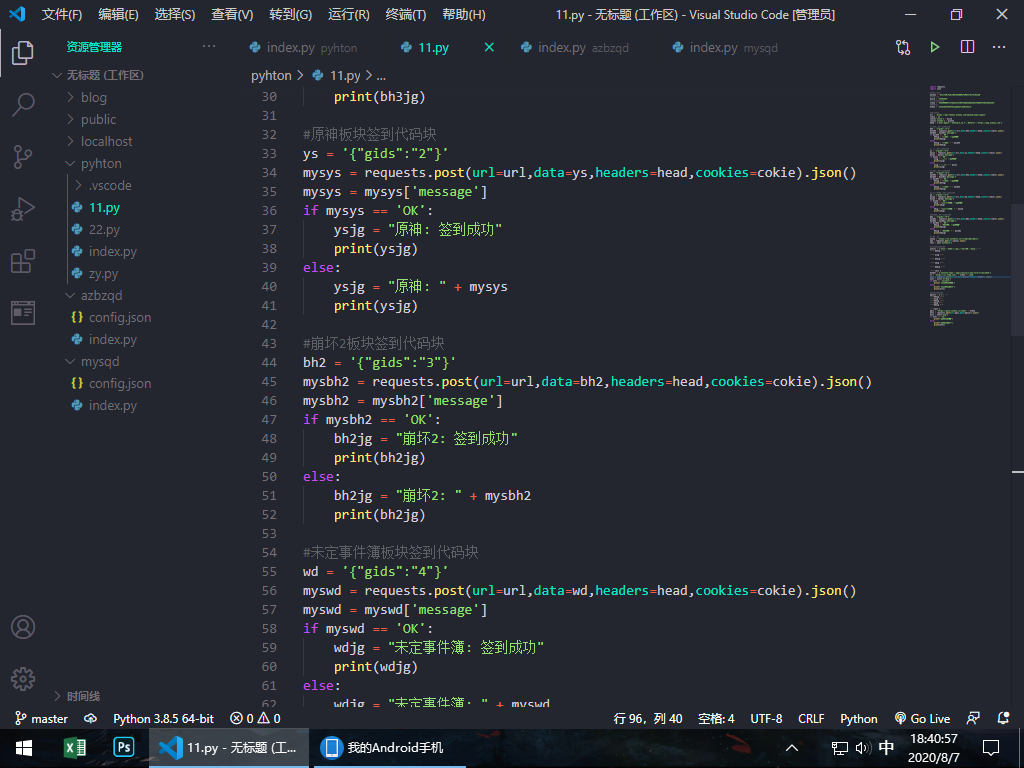 文件(F) 编辑(E) 选择(S) 查看(V) 转到(G) 运行(R) 终端(T) 帮助(H) 11.py - 无标题 (工作区) - Visual Studio Code [管理员]
资源管理器 ··· index.py pyhton 11.py index.py azbzqd index.py mysqd
无标题 (工作区)
blog
public
localhost
pyhton
.vscode
11.py
22.py
index.py
zy.py
azbzqd
config.json
index.py
mysqd
config.json
index.py
时间线
pyhton > 11.py > ...
30 print(bh3jg)
31
32 #原神板块签到代码块
33 ys = '{"gids":"2"}'
34 mysys = requests.post(url=url,data=ys,headers=head,cookies=cokie).json()
35 mysys = mysys['message']
36 if mysys == 'OK':
37 ysjg = "原神: 签到成功"
38 print(ysjg)
39 else:
40 ysjg = "原神: " + mysys
41 print(ysjg)
42
43 #崩坏2板块签到代码块
44 bh2 = '{"gids":"3"}'
45 mysbh2 = requests.post(url=url,data=bh2,headers=head,cookies=cokie).json()
46 mysbh2 = mysbh2['message']
47 if mysbh2 == 'OK':
48 bh2jg = "崩坏2: 签到成功"
49 print(bh2jg)
50 else:
51 bh2jg = "崩坏2: " + mysbh2
52 print(bh2jg)
53
54 #未定事件簿板块签到代码块
55 wd = '{"gids":"4"}'
56 myswd = requests.post(url=url,data=wd,headers=head,cookies=cokie).json()
57 myswd = myswd['message']
58 if myswd == 'OK':
59 wdjg = "未定事件簿: 签到成功"
60 print(wdjg)
61 else:
62 wdjg = "未定事件簿: " + myswd
master Python 3.8.5 64-bit 0 0 行 96, 列 40 空格: 4 UTF-8 CRLF Python Go Live
Ps 11.py - 无标题 (工... 我的Android手机 中 18:40:57
2020/8/7